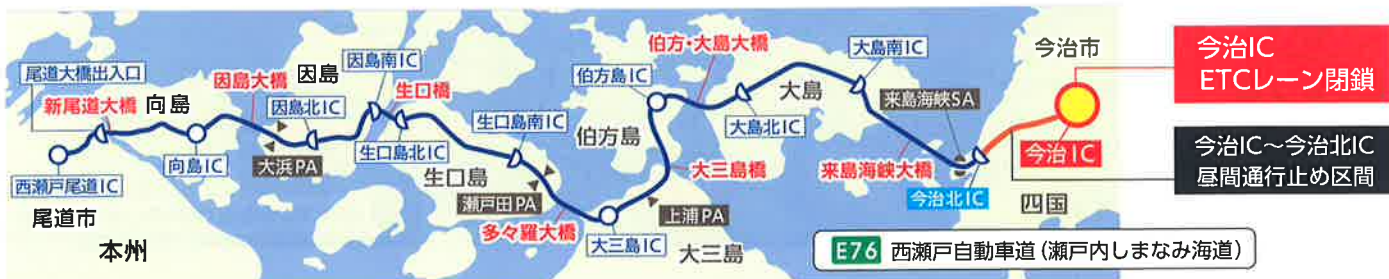 尾道大橋出入口
新尾道大橋
西瀬戸尾道IC
尾道市
本州
向島
向島IC
因島大橋
大浜PA
因島
因島北IC
因島南IC
生口橋
生口島北IC
生口島
生口島南IC
瀬戸田PA
多々羅大橋
大三島IC
大三島
上浦PA
大三島橋
伯方島
伯方島IC
伯方・大島大橋
大島北IC
大島
大島南IC
来島海峡大橋
来島海峡SA
今治北IC
今治市
今治IC
四国
今治IC
ETCレーン閉鎖
今治IC～今治北IC
昼間通行止め区間
E76 西瀬戸自動車道(瀬戸内しまなみ海道)